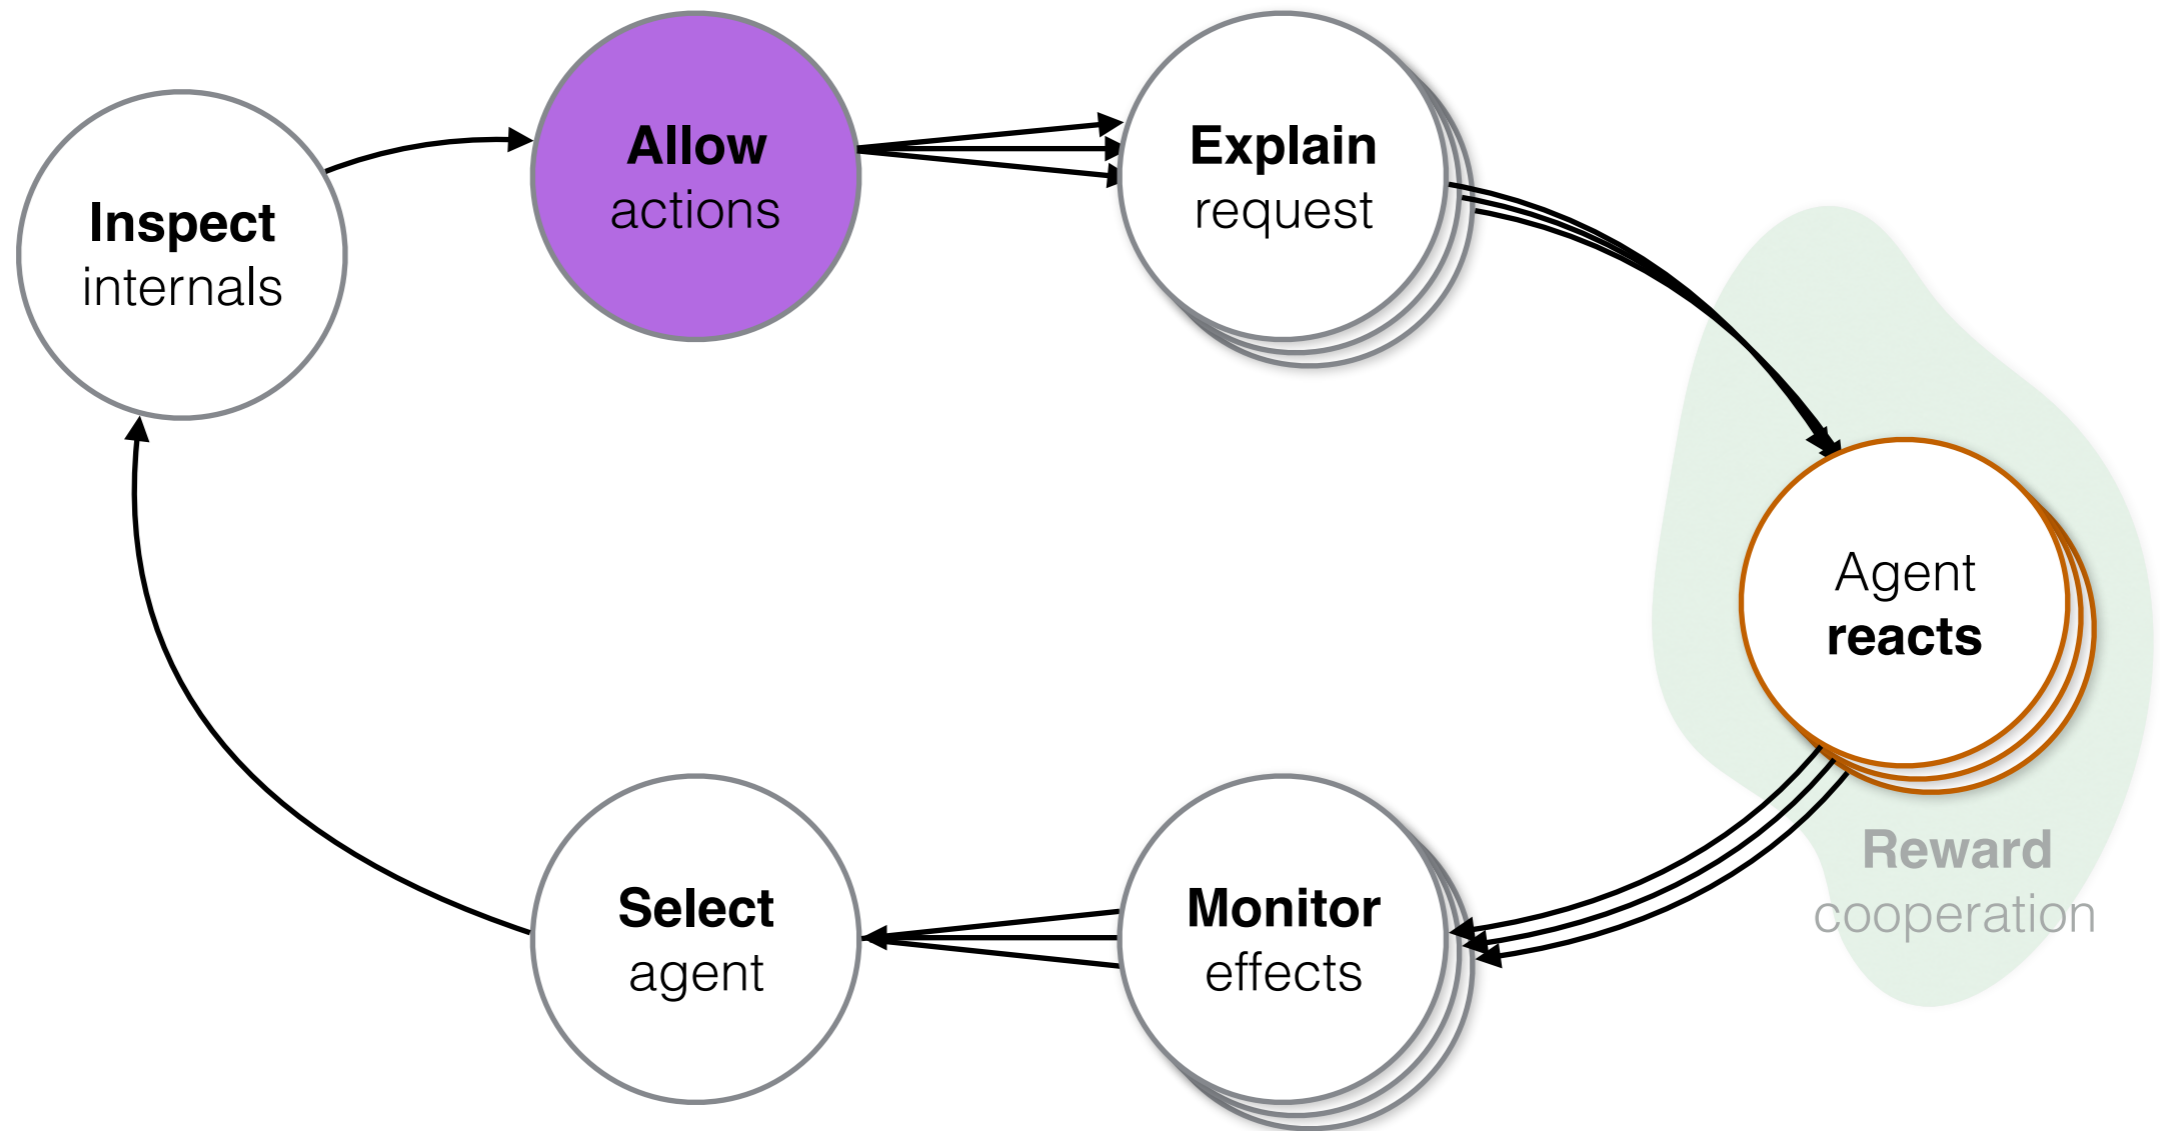 Inspect
internals
Allow
actions
Explain
request
Agent
reacts
Reward
cooperation
Monitor
effects
Select
agent